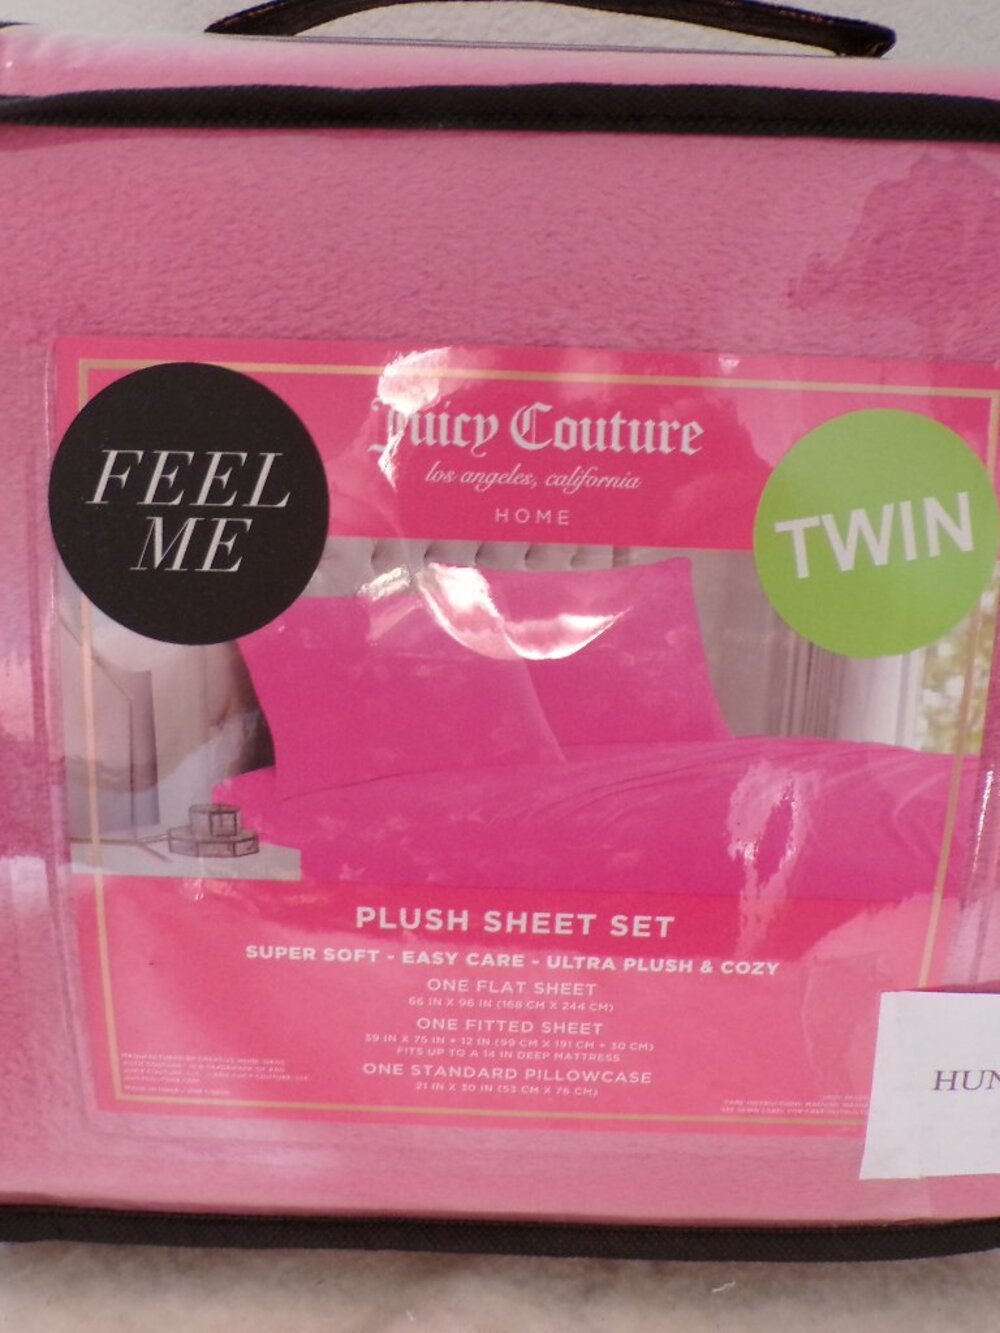 FEEL
ME
Juicy Couture
los angeles, california
HOME
TWIN
PLUSH SHEET SET
SUPER SOFT - EASY CARE - ULTRA PLUSH & COZY
ONE FLAT SHEET
66 IN X 96 IN (168 CM X 244 CM)
ONE FITTED SHEET
39 IN X 75 IN + 12 IN (99 CM X 191 CM + 30 CM)
FITS UP TO A 14 IN DEEP MATTRESS
ONE STANDARD PILLOWCASE
21 IN X 30 IN (53 CM X 76 CM)
HUN